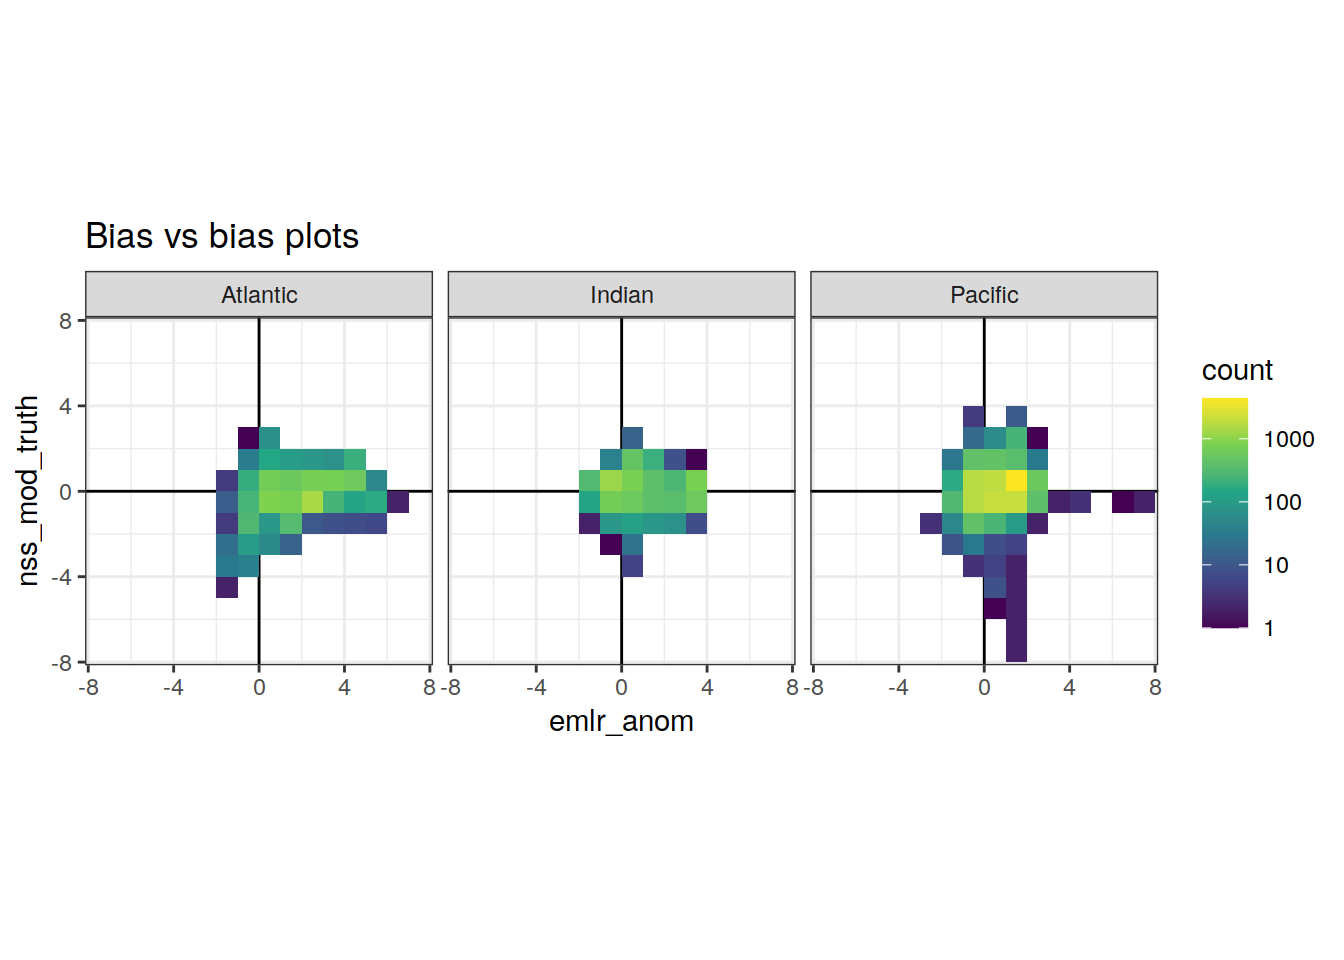 Bias vs bias plots
Atlantic Indian Pacific
nss_mod_truth
8
4
0
-4
-8
-8 -4 0 4 8 -8 -4 0 4 8 -8 -4 0 4 8
emlr_anom
count
1000
100
10
1